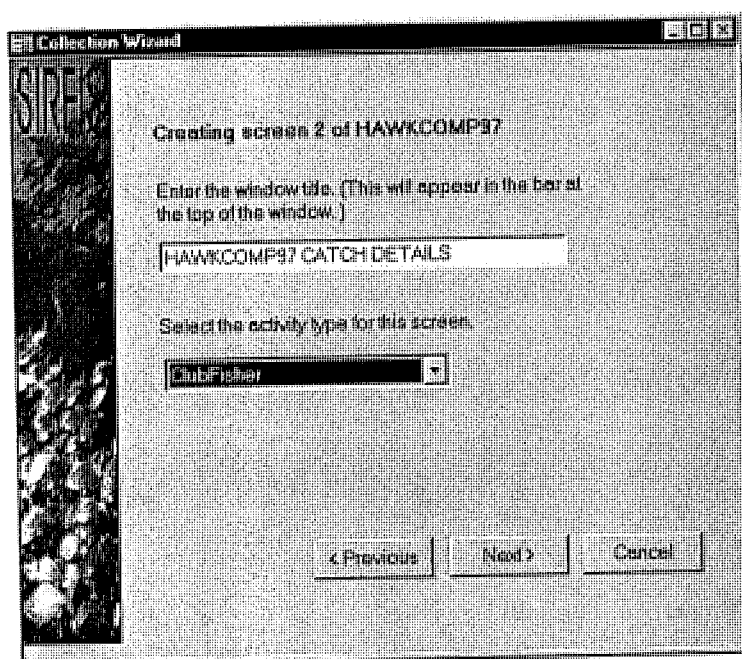 Collection Wizard
SIRFIS
Creating screen 2 of HAWKCOMP97
Enter the window title. (This will appear in the bar at
the top of the window.)
HAWKCOMP97 CATCH DETAILS
Select the activity type for this screen.
ClubFisher
< Previous
Next >
Cancel